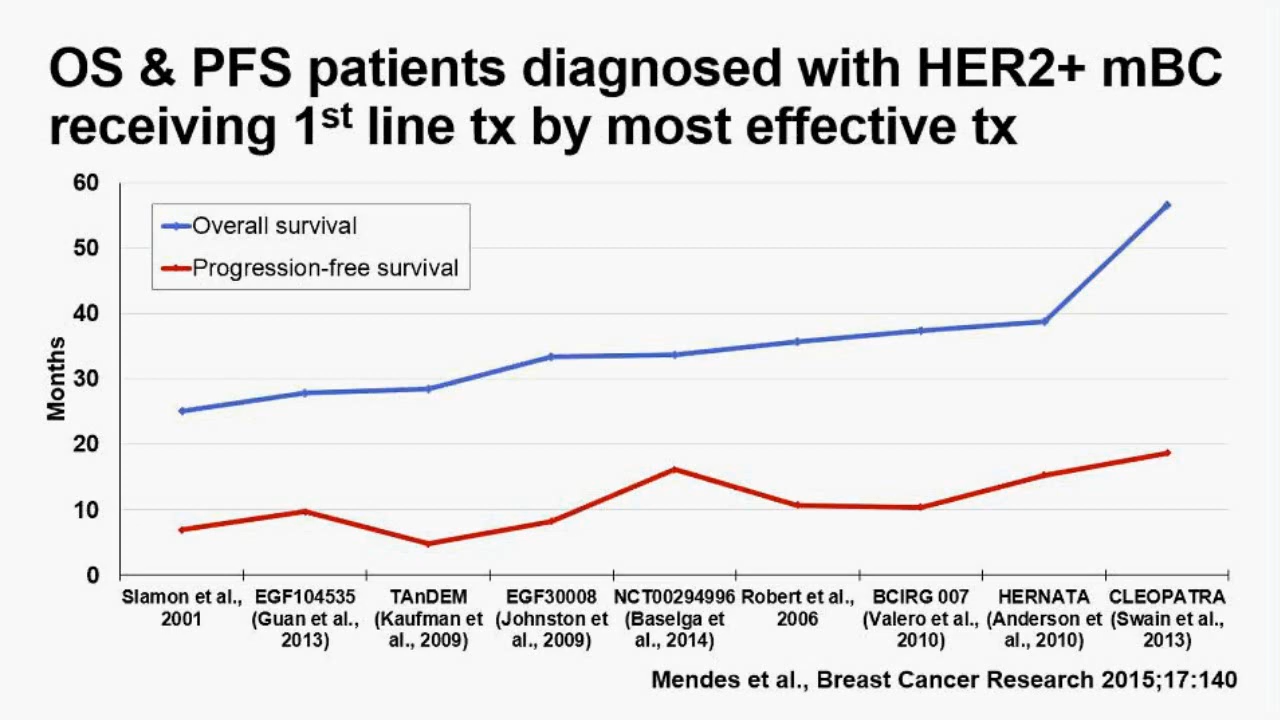 OS & PFS patients diagnosed with HER2+ mBC
receiving 1st line tx by most effective tx
60
50
40
30
20
10
0
Months
Overall survival
Progression-free survival
Slamon et al.,
2001
EGF104535
(Guan et al.,
2013)
TAnDEM
(Kaufman et
al., 2009)
EGF30008
(Johnston et
al., 2009)
NCT00294996
(Baselga et
al., 2014)
Robert et al.,
2006
BCIRG 007
(Valero et al.,
2010)
HERNATA
(Anderson et
al., 2010)
CLEOPATRA
(Swain et al.,
2013)
Mendes et al., Breast Cancer Research 2015;17:140